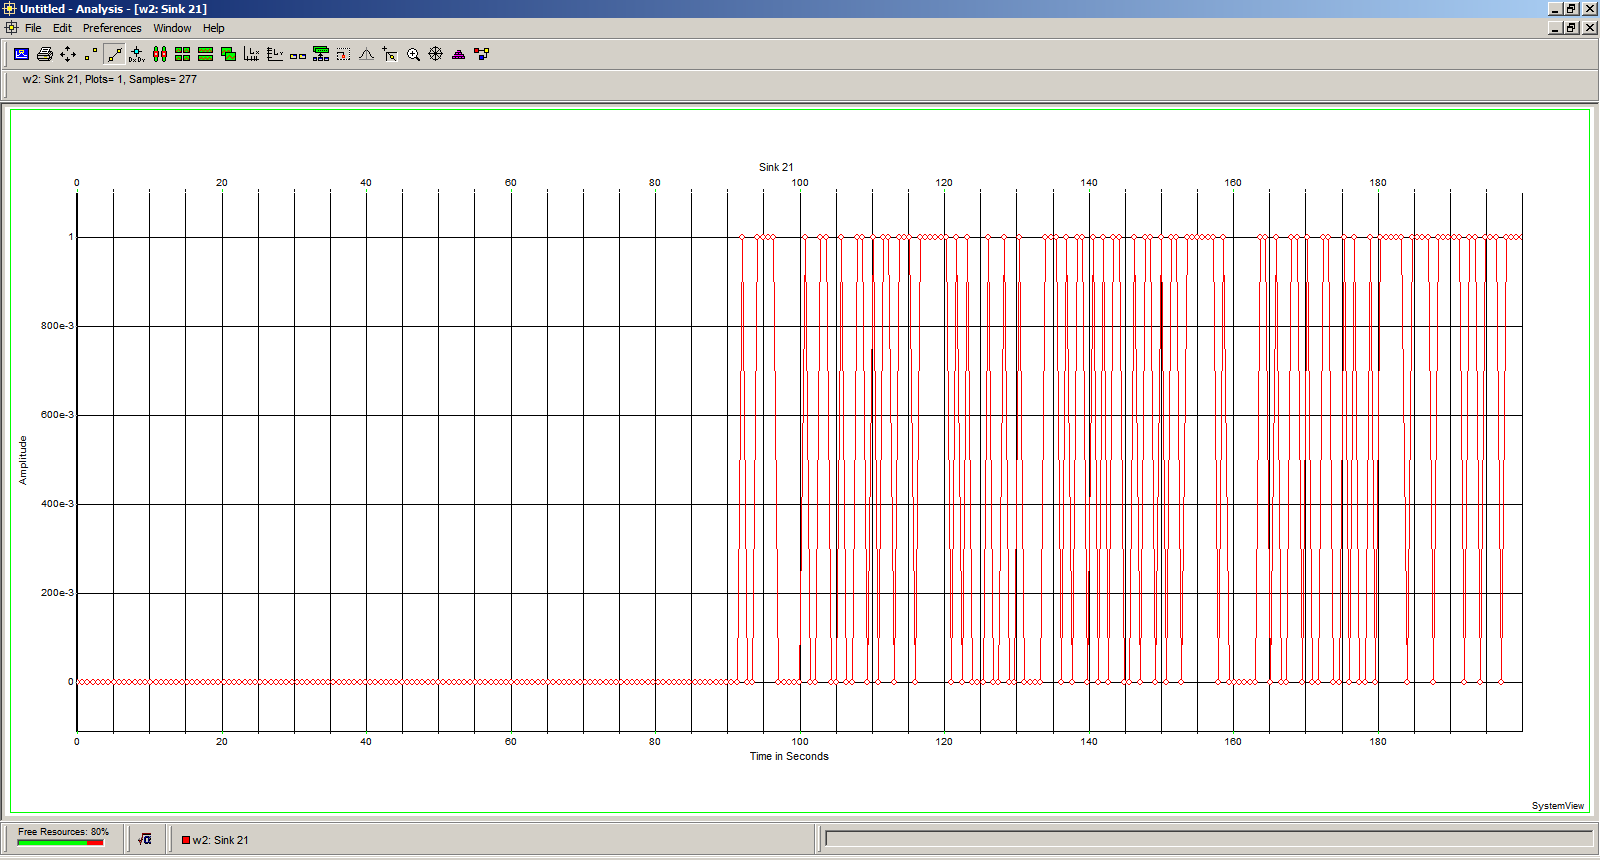 Untitled - Analysis - [w2: Sink 21]
File Edit Preferences Window Help
w2: Sink 21, Plots= 1, Samples= 277
Sink 21
0 20 40 60 80 100 120 140 160 180
1
800e-3
600e-3
400e-3
200e-3
0
Amplitude
0 20 40 60 80 100 120 140 160 180
Time in Seconds
SystemView
Free Resources: 80%
w2: Sink 21